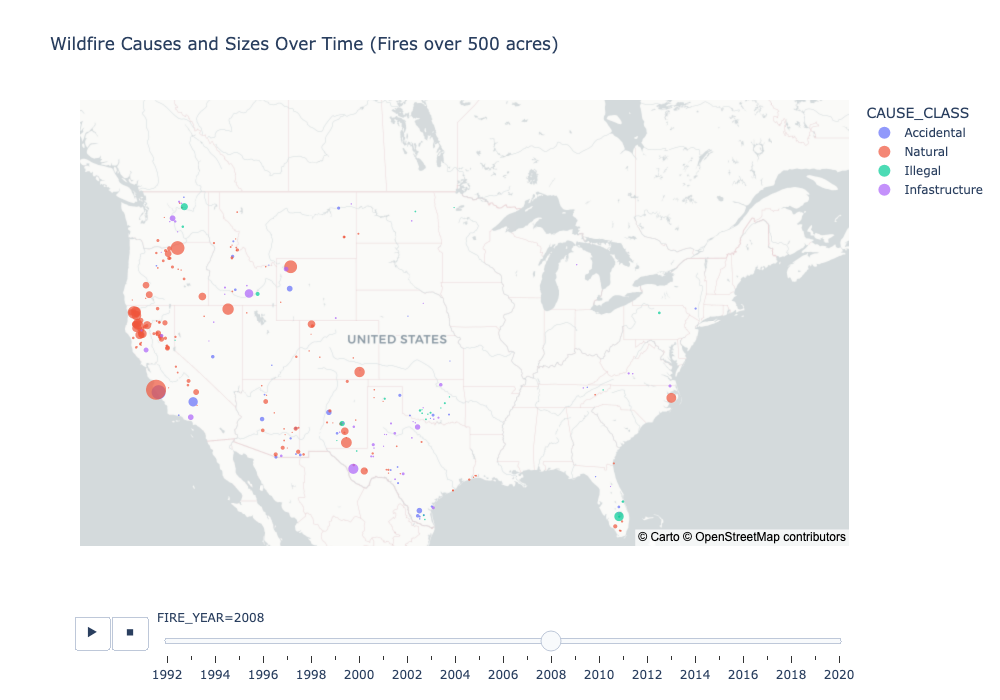 Wildfire Causes and Sizes Over Time (Fires over 500 acres)
CAUSE_CLASS
Accidental
Natural
Illegal
Infastructure
UNITED STATES
© Carto © OpenStreetMap contributors
FIRE_YEAR=2008
1992 1994 1996 1998 2000 2002 2004 2006 2008 2010 2012 2014 2016 2018 2020